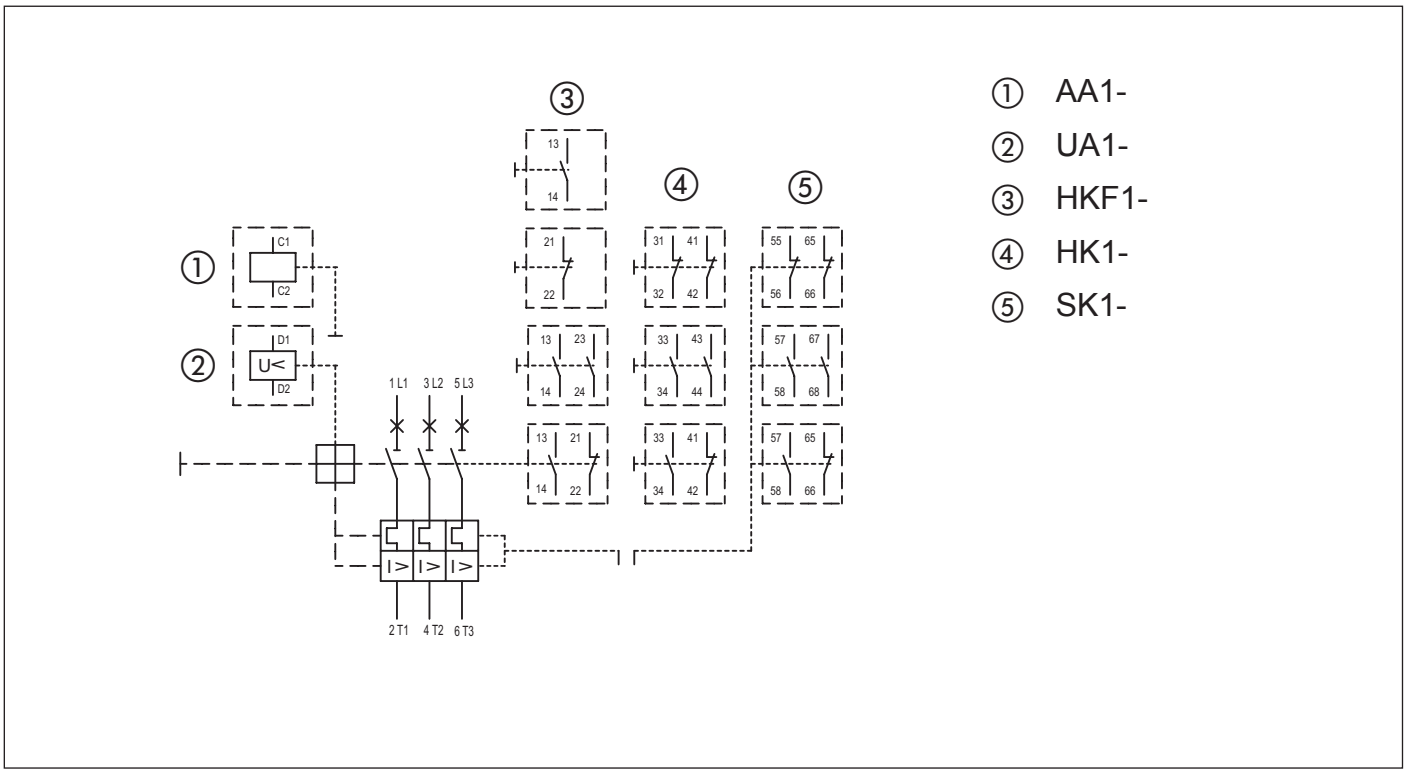 ① AA1-
② UA1-
③ HKF1-
④ HK1-
⑤ SK1-
③
13
14
④
⑤
①
C1
C2
21
22
31 41
32 42
55 65
56 66
②
D1
U<
D2
13 23
14 24
33 43
34 44
57 67
58 68
1 L1 3 L2 5 L3
13 21
14 22
33 41
34 42
57 65
58 66
I> I> I>
2 T1 4 T2 6 T3